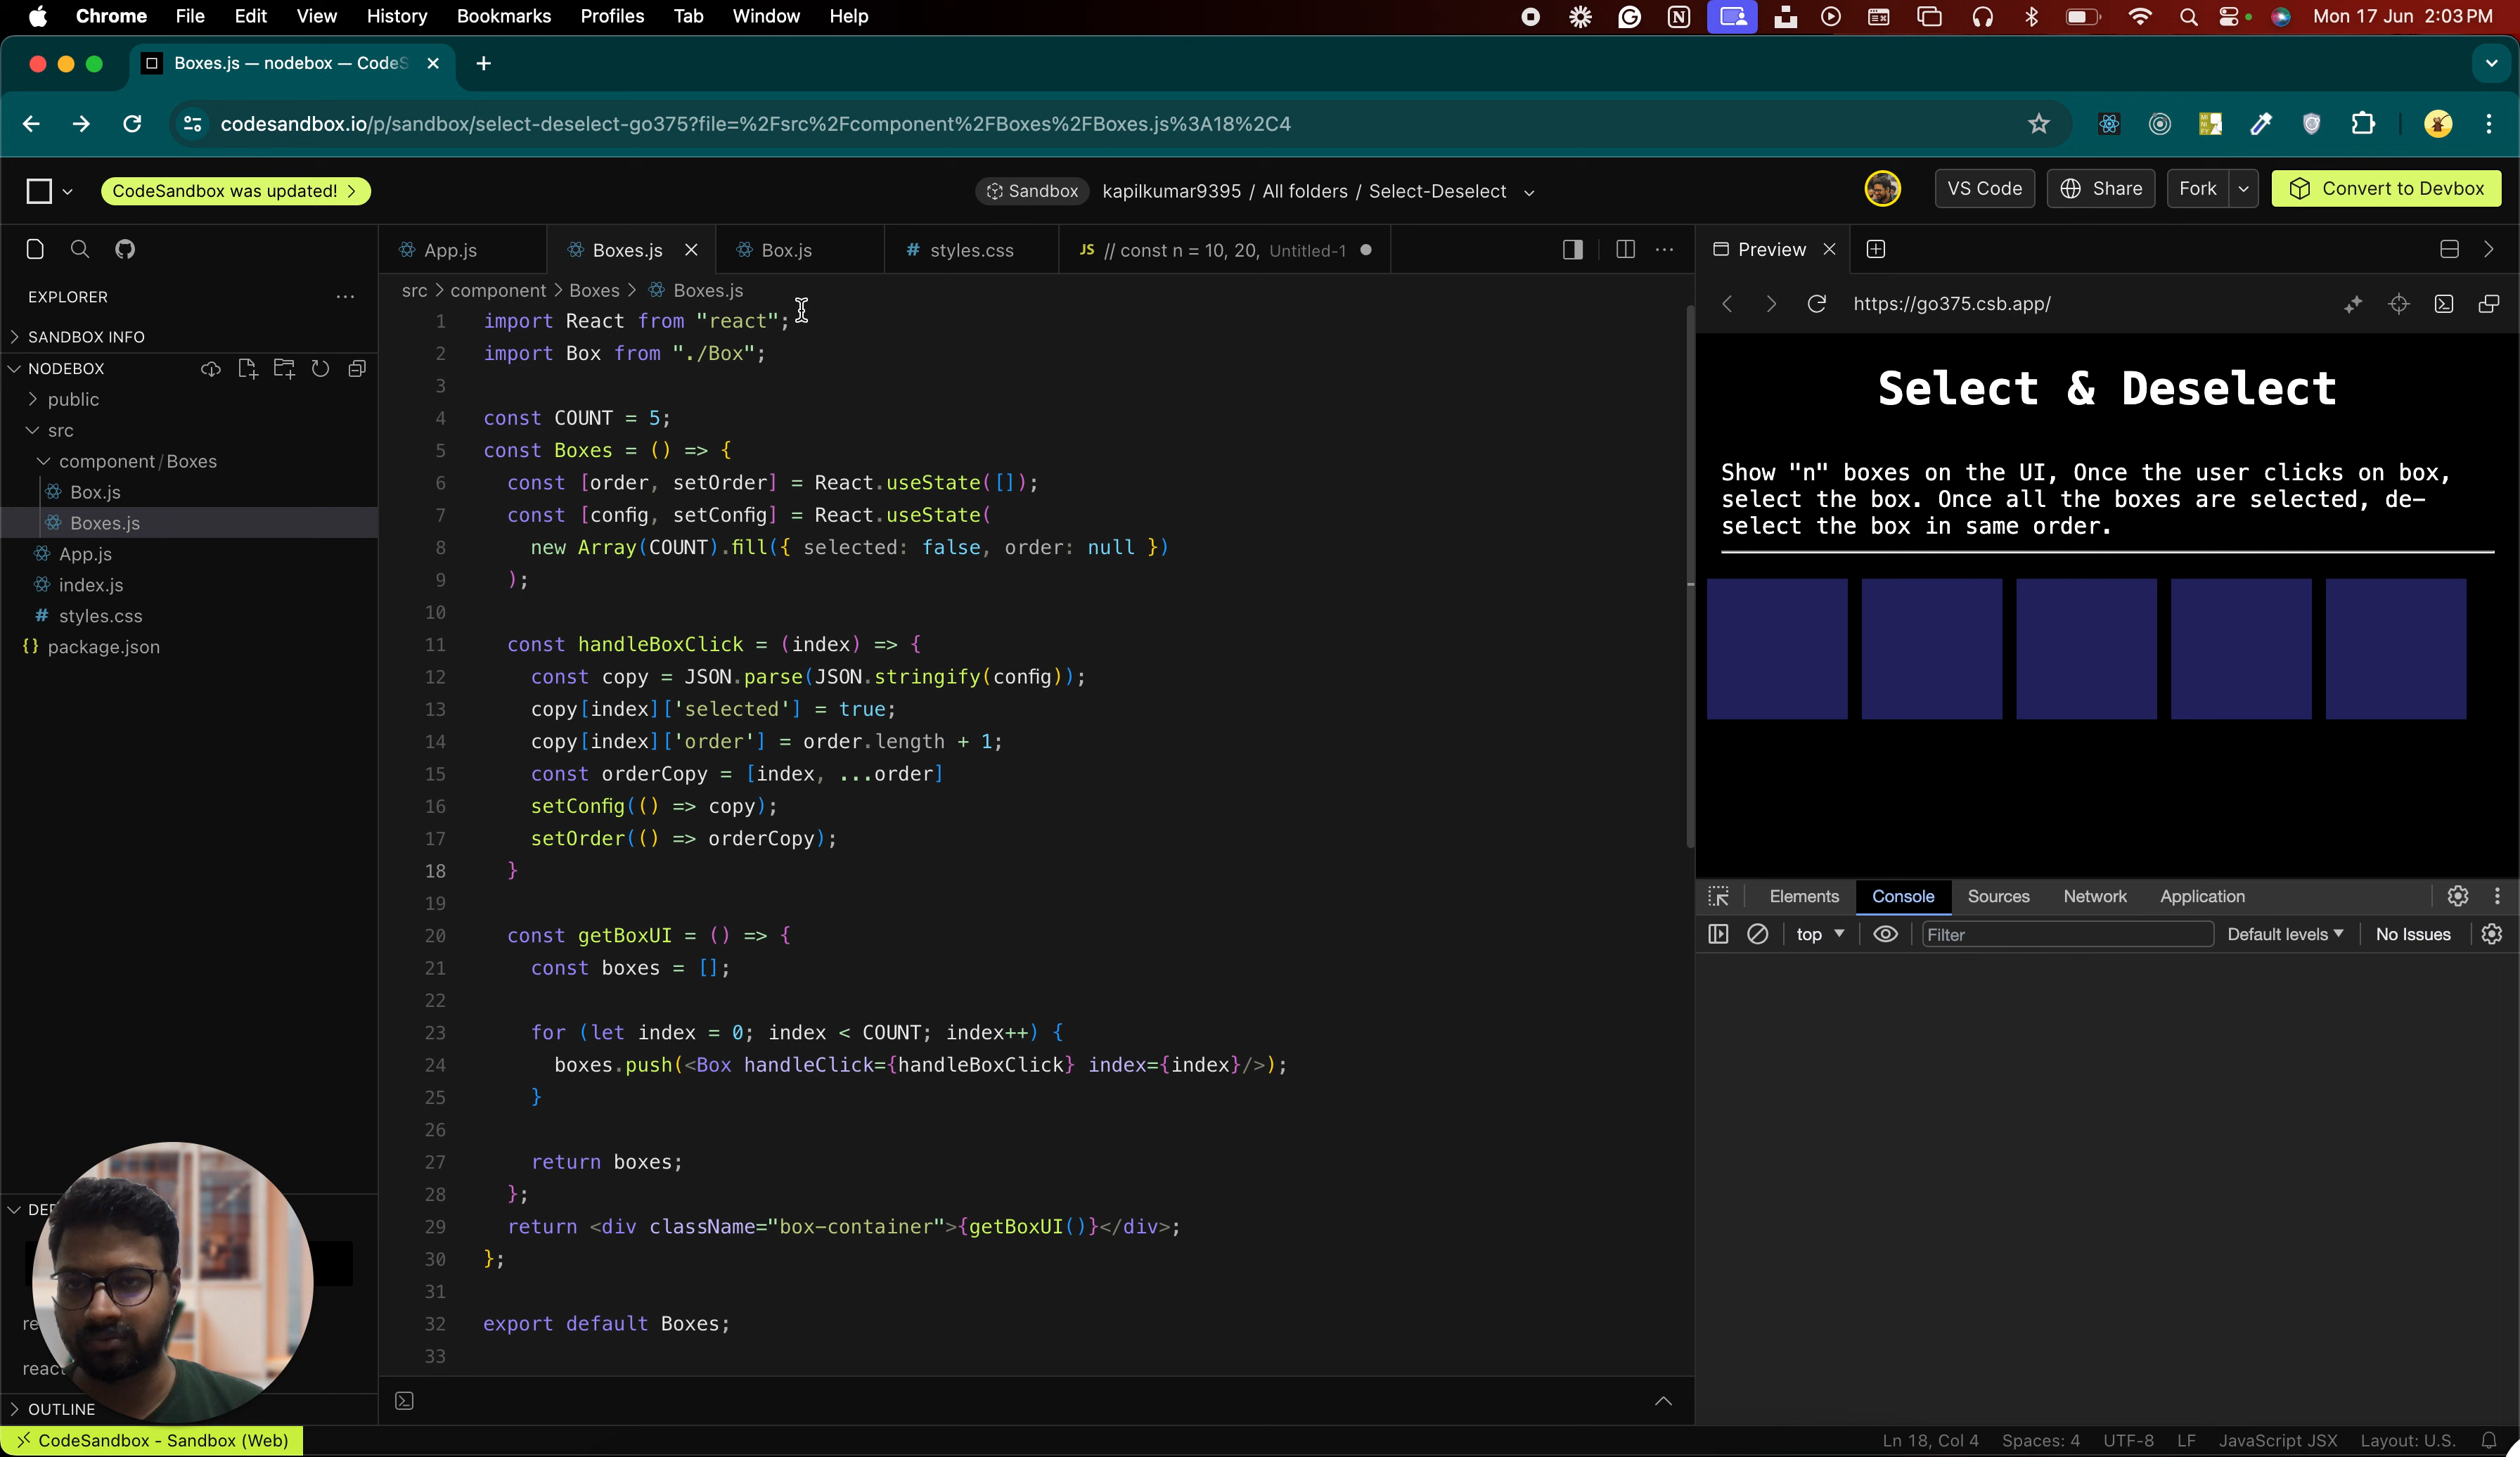 Chrome File Edit View History Bookmarks Profiles Tab Window Help Mon 17 Jun 2:03 PM
Boxes.js — nodebox — CodeS
codesandbox.io/p/sandbox/select-deselect-go375?file=%2Fsrc%2Fcomponent%2FBoxes%2FBoxes.js%3A18%2C4
CodeSandbox was updated!
Sandbox kapilkumar9395 / All folders / Select-Deselect
VS Code Share Fork Convert to Devbox
App.js Boxes.js Box.js # styles.css JS // const n = 10, 20, Untitled-1
Preview
EXPLORER
SANDBOX INFO
NODEBOX
public
src
component/Boxes
Box.js
Boxes.js
App.js
index.js
# styles.css
{} package.json
re
react
OUTLINE
src > component > Boxes > Boxes.js
1 import React from "react";
2 import Box from "./Box";
3
4 const COUNT = 5;
5 const Boxes = () => {
6 const [order, setOrder] = React.useState([]);
7 const [config, setConfig] = React.useState(
8 new Array(COUNT).fill({ selected: false, order: null })
9 );
10
11 const handleBoxClick = (index) => {
12 const copy = JSON.parse(JSON.stringify(config));
13 copy[index]['selected'] = true;
14 copy[index]['order'] = order.length + 1;
15 const orderCopy = [index, ...order]
16 setConfig(() => copy);
17 setOrder(() => orderCopy);
18 }
19
20 const getBoxUI = () => {
21 const boxes = [];
22
23 for (let index = 0; index < COUNT; index++) {
24 boxes.push(<Box handleClick={handleBoxClick} index={index}/>);
25 }
26
27 return boxes;
28 };
29 return <div className="box-container">{getBoxUI()}</div>;
30 };
31
32 export default Boxes;
33
https://go375.csb.app/
Select & Deselect
Show "n" boxes on the UI, Once the user clicks on box,
select the box. Once all the boxes are selected, de-
select the box in same order.
Elements Console Sources Network Application
top Filter Default levels No Issues
CodeSandbox - Sandbox (Web)
Ln 18, Col 4 Spaces: 4 UTF-8 LF JavaScript JSX Layout: U.S.